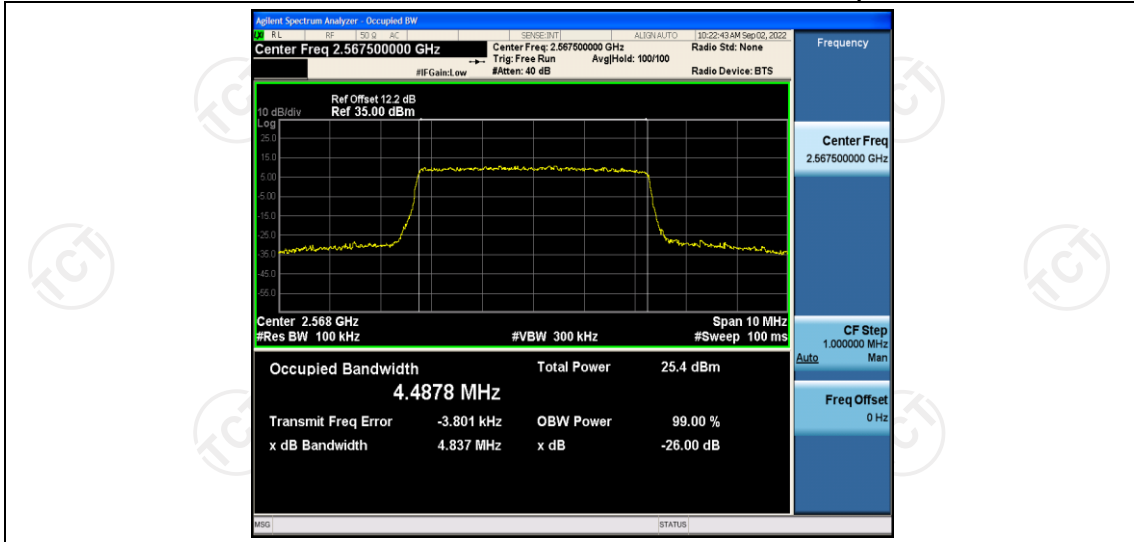 Agilent Spectrum Analyzer - Occupied BW
LXI RL RF 50 Ω AC SENSE:INT ALIGN AUTO 10:22:43 AM Sep 02, 2022
Center Freq 2.567500000 GHz
Center Freq: 2.567500000 GHz
Radio Std: None
Trig: Free Run Avg|Hold: 100/100
#IFGain:Low
#Atten: 40 dB
Radio Device: BTS
Frequency
Ref Offset 12.2 dB
10 dB/div Ref 35.00 dBm
Log
25.0
15.0
5.00
-5.00
-15.0
-25.0
-35.0
-45.0
-55.0
Center 2.568 GHz
Span 10 MHz
#Res BW 100 kHz
#VBW 300 kHz
#Sweep 100 ms
Center Freq
2.567500000 GHz
CF Step
1.000000 MHz
Auto Man
Freq Offset
0 Hz
Occupied Bandwidth
Total Power 25.4 dBm
4.4878 MHz
Transmit Freq Error -3.801 kHz
OBW Power 99.00 %
x dB Bandwidth 4.837 MHz
x dB -26.00 dB
MSG
STATUS
TCT
TCT
TCT
TCT
TCT
TCT